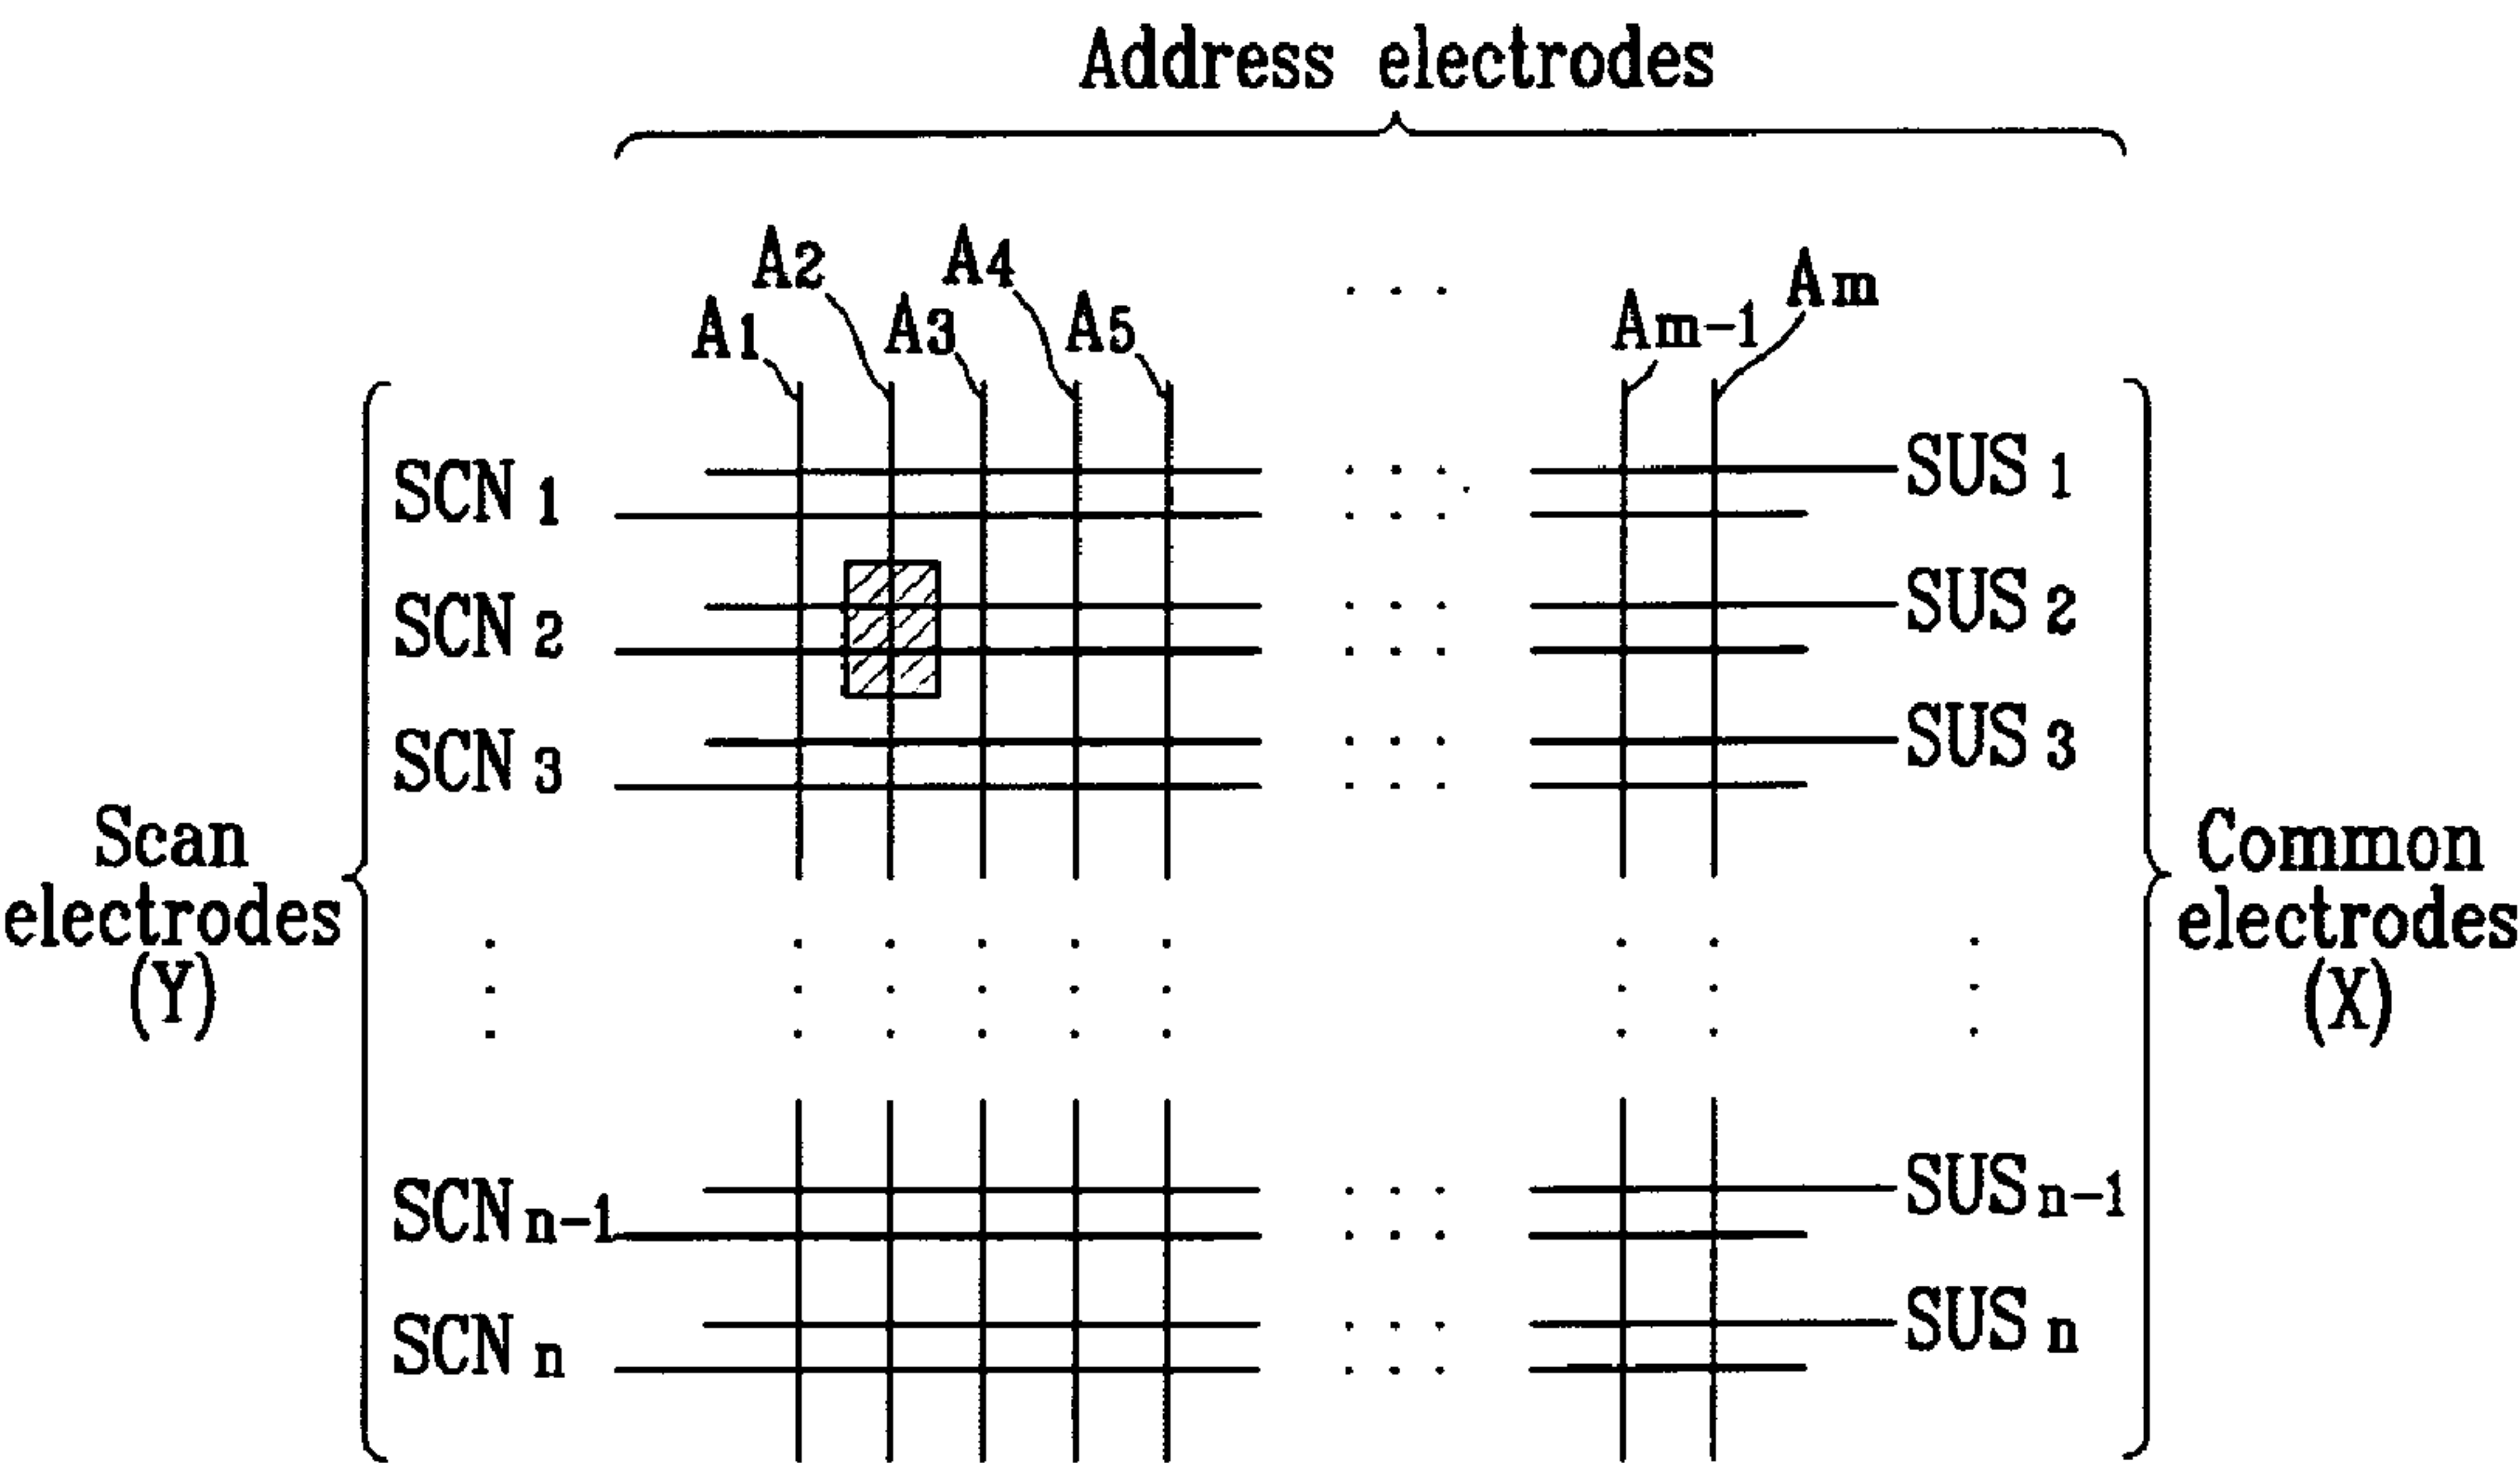 Address electrodes
A2 A4 Am
A1 A3 A5 Am-1
SCN 1 SUS 1
SCN 2 SUS 2
SCN 3 SUS 3
Scan
electrodes
(Y)
Common
electrodes
(X)
SCN n-1 SUS n-1
SCN n SUS n